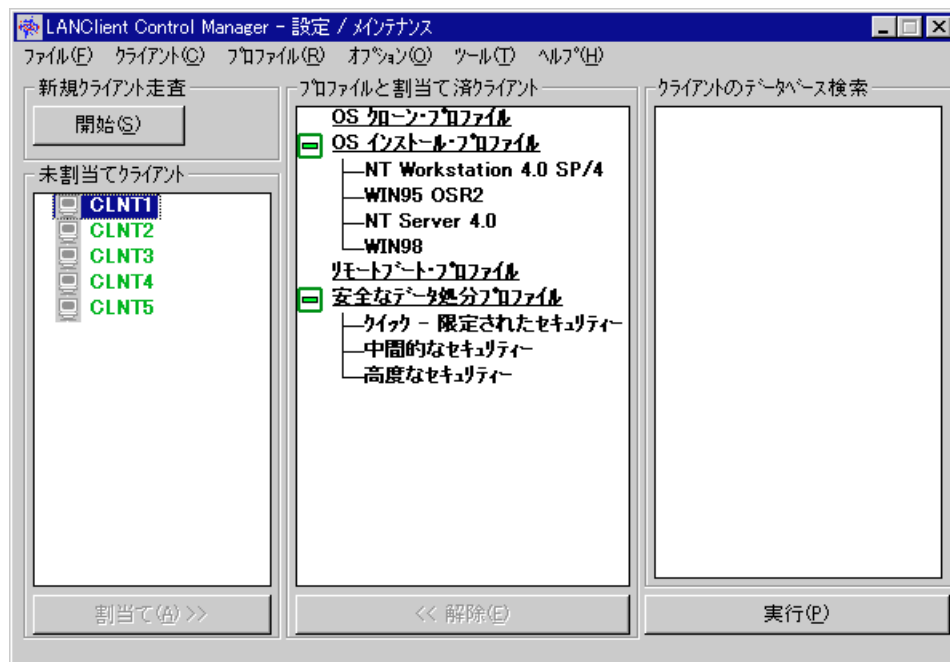 LANClient Control Manager - 設定 / メインテナンス
ファイル(F) クライアント(C) プロファイル(R) オプション(O) ツール(T) ヘルプ(H)
新規クライアント走査
開始(S)
未割当てクライアント
CLNT1
CLNT2
CLNT3
CLNT4
CLNT5
割当て(A) >>
プロファイルと割当て済クライアント
OS クローン・プロファイル
OS インストール・プロファイル
NT Workstation 4.0 SP/4
WIN95 OSR2
NT Server 4.0
WIN98
リモートブート・プロファイル
安全なデータ処分プロファイル
クイック - 限定されたセキュリティー
中間的なセキュリティー
高度なセキュリティー
<< 解除(E)
クライアントのデータベース検索
実行(P)